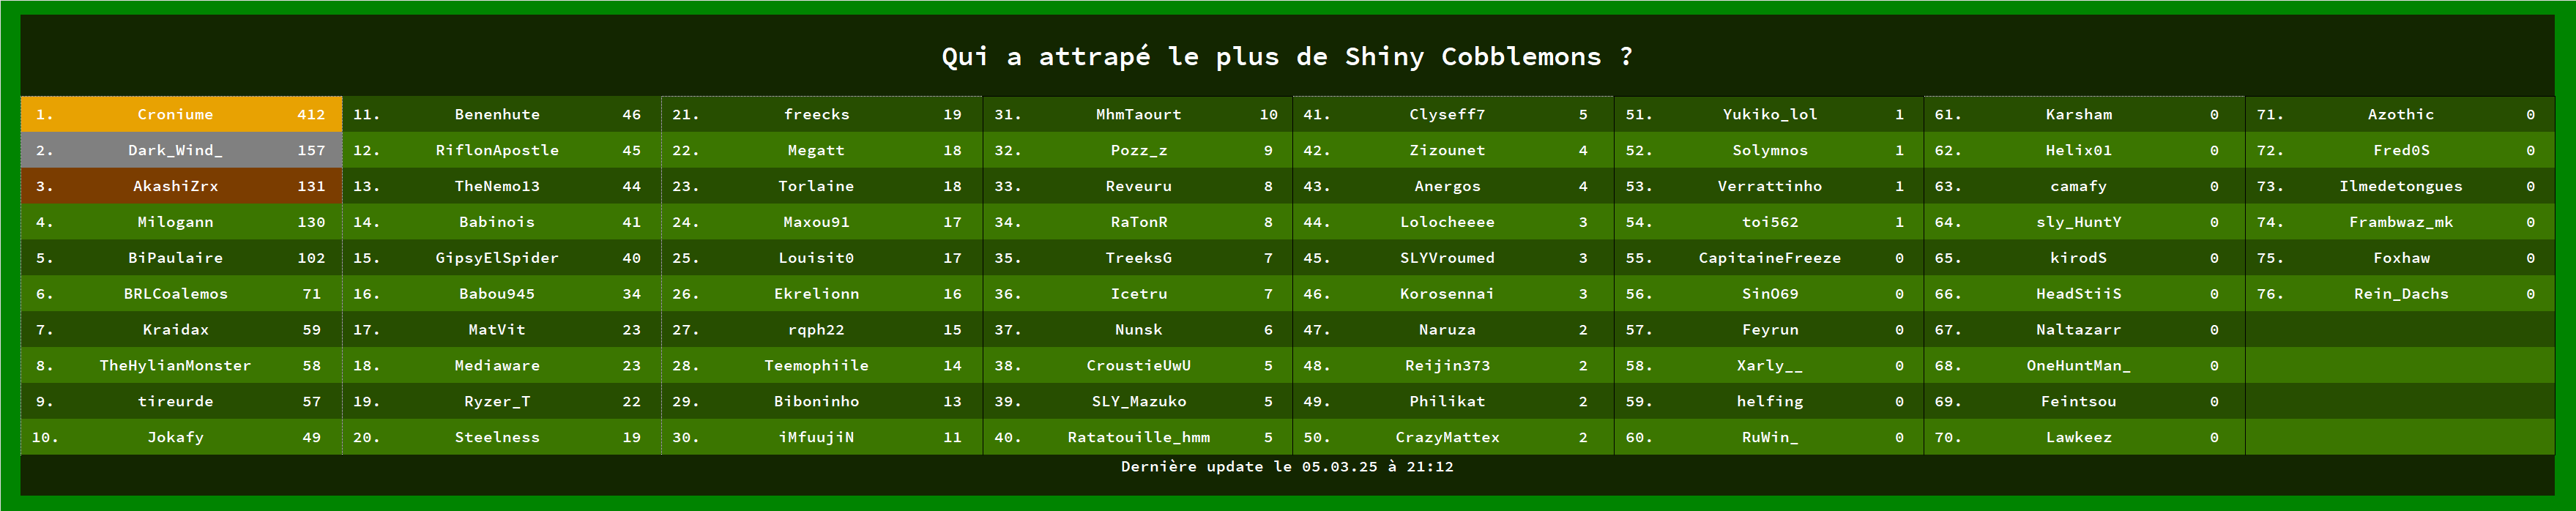 Qui a attrapé le plus de Shiny Cobblemons ?
1. Croniume 412 11. Benenhute 46 21. freecks 19 31. MhmTaourt 10 41. Clyseff7 5 51. Yukiko_lol 1 61. Karsham 0 71. Azothic 0
2. Dark_Wind_ 157 12. RiflonApostle 45 22. Megatt 18 32. Pozz_z 9 42. Zizounet 4 52. Solymnos 1 62. Helix01 0 72. Fred0S 0
3. AkashiZrx 131 13. TheNemo13 44 23. Torlaine 18 33. Reveuru 8 43. Anergos 4 53. Verrattinho 1 63. camafy 0 73. Ilmedetongues 0
4. Milogann 130 14. Babinois 41 24. Maxou91 17 34. RaTonR 8 44. Lolocheeee 3 54. toi562 1 64. sly_HuntY 0 74. Frambwaz_mk 0
5. BiPaulaire 102 15. GipsyElSpider 40 25. Louisit0 17 35. TreeksG 7 45. SLYVroumed 3 55. CapitaineFreeze 0 65. kirodS 0 75. Foxhaw 0
6. BRLCoalemos 71 16. Babou945 34 26. Ekrelionn 16 36. Icetru 7 46. Korosennai 3 56. SinO69 0 66. HeadStiiS 0 76. Rein_Dachs 0
7. Kraidax 59 17. MatVit 23 27. rqph22 15 37. Nunsk 6 47. Naruza 2 57. Feyrun 0 67. Naltazarr 0
8. TheHylianMonster 58 18. Mediaware 23 28. Teemophiile 14 38. CroustieUwU 5 48. Reijin373 2 58. Xarly__ 0 68. OneHuntMan_ 0
9. tireurde 57 19. Ryzer_T 22 29. Biboninho 13 39. SLY_Mazuko 5 49. Philikat 2 59. helfing 0 69. Feintsou 0
10. Jokafy 49 20. Steelness 19 30. iMfuujiN 11 40. Ratatouille_hmm 5 50. CrazyMattex 2 60. RuWin_ 0 70. Lawkeez 0
Dernière update le 05.03.25 à 21:12